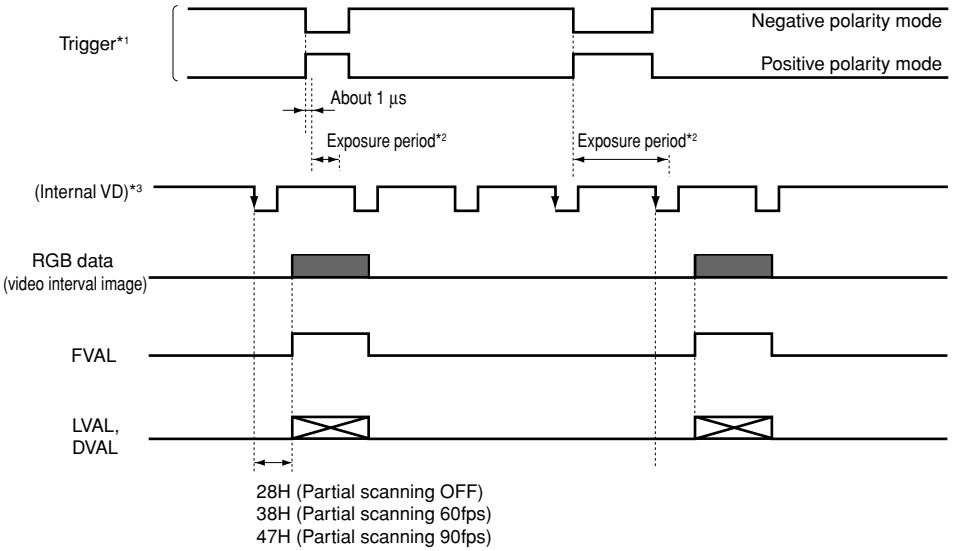 Negative polarity mode
Trigger*1
Positive polarity mode
About 1 μs
Exposure period*2
Exposure period*2
(Internal VD)*3
RGB data
(video interval image)
FVAL
LVAL,
DVAL
28H (Partial scanning OFF)
38H (Partial scanning 60fps)
47H (Partial scanning 90fps)